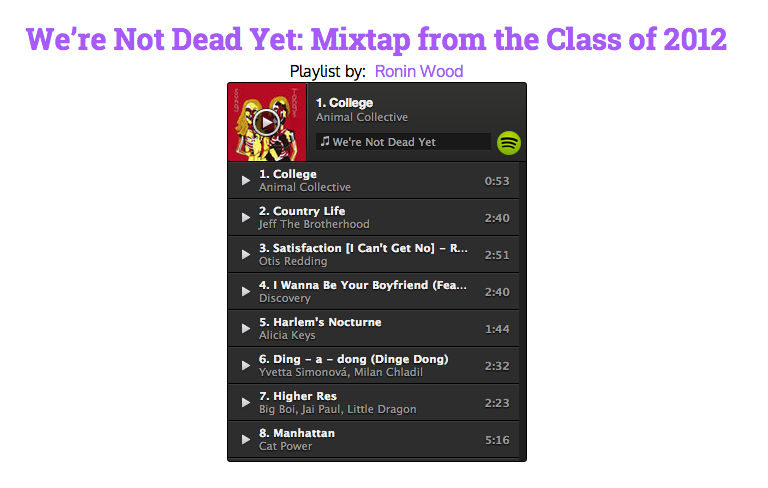 We're Not Dead Yet: Mixtap from the Class of 2012
Playlist by: Ronin Wood
1. College
Animal Collective
We're Not Dead Yet
1. College
Animal Collective
0:53
2. Country Life
Jeff The Brotherhood
2:40
3. Satisfaction [I Can't Get No] - R...
Otis Redding
2:51
4. I Wanna Be Your Boyfriend (Fea...
Discovery
2:40
5. Harlem's Nocturne
Alicia Keys
1:44
6. Ding - a - dong (Dinge Dong)
Yvetta Simonová, Milan Chladil
2:32
7. Higher Res
Big Boi, Jai Paul, Little Dragon
2:23
8. Manhattan
Cat Power
5:16